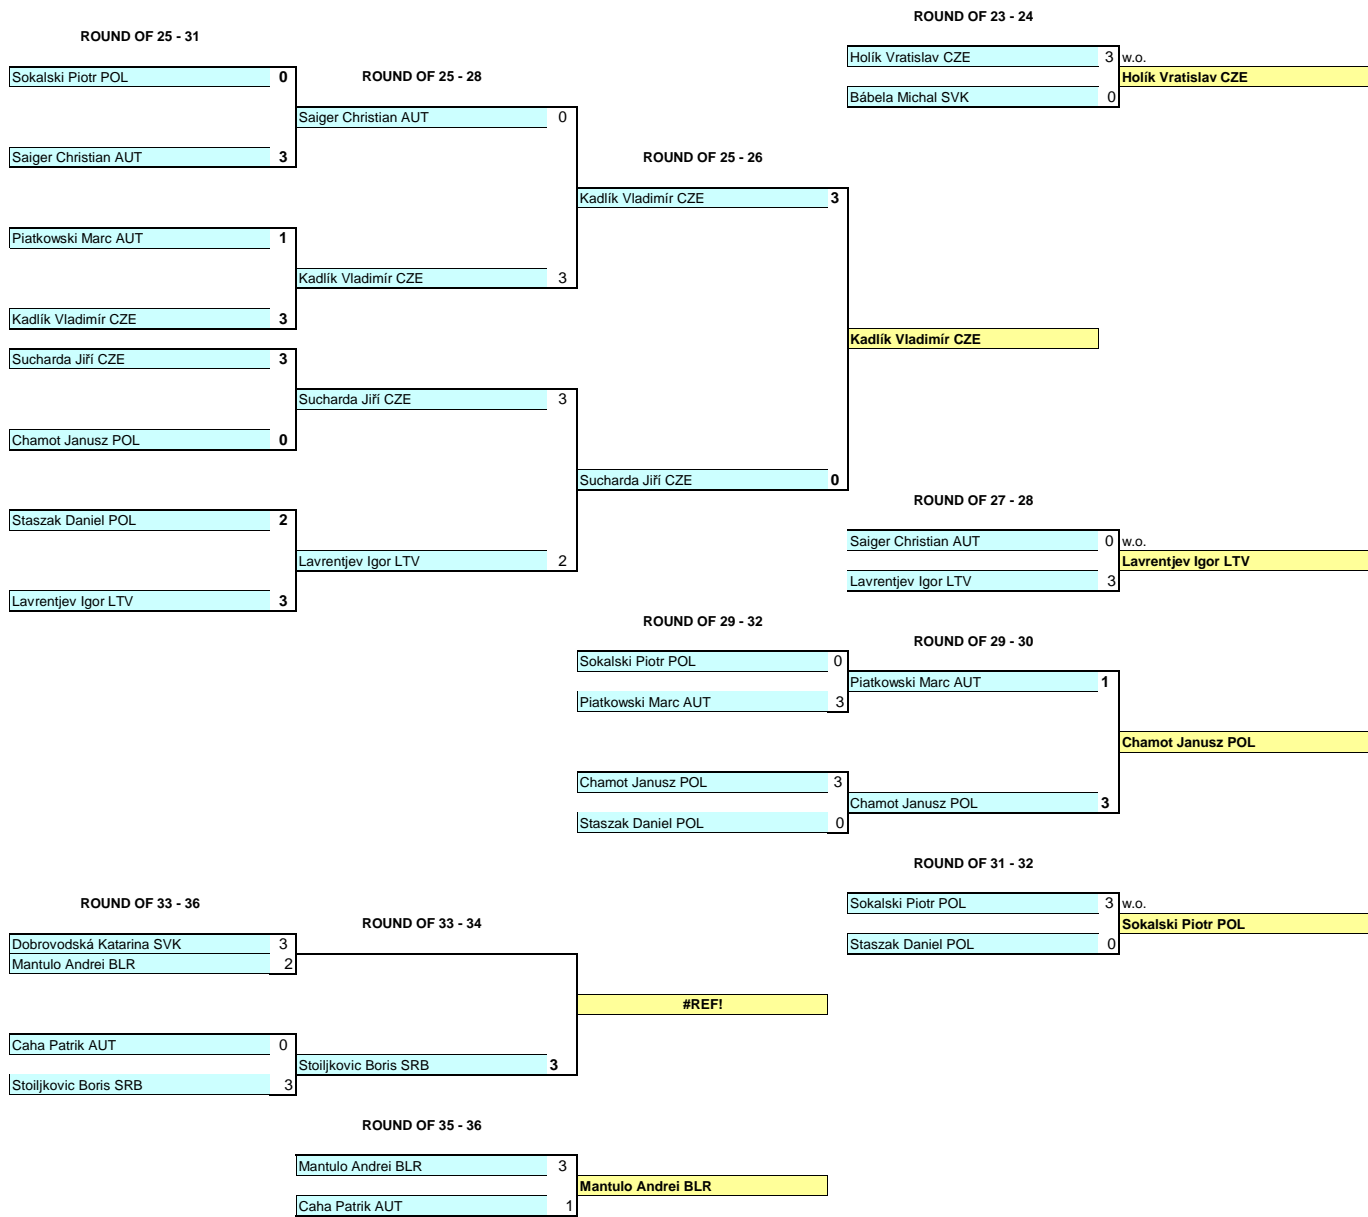 ROUND OF 23 - 24
ROUND OF 25 - 31
Holík Vratislav CZE 3 w.o.
Sokalski Piotr POL 0 ROUND OF 25 - 28 Holík Vratislav CZE
Bábela Michal SVK 0
Saiger Christian AUT 0
Saiger Christian AUT 3 ROUND OF 25 - 26
Kadlík Vladimír CZE 3
Piatkowski Marc AUT 1
Kadlík Vladimír CZE 3
Kadlík Vladimír CZE 3
Kadlík Vladimír CZE
Sucharda Jiří CZE 3
Sucharda Jiří CZE 3
Chamot Janusz POL 0
Sucharda Jiří CZE 0
ROUND OF 27 - 28
Staszak Daniel POL 2
Saiger Christian AUT 0 w.o.
Lavrentjev Igor LTV 2 Lavrentjev Igor LTV
Lavrentjev Igor LTV 3
Lavrentjev Igor LTV 3
ROUND OF 29 - 32
ROUND OF 29 - 30
Sokalski Piotr POL 0
Piatkowski Marc AUT 1
Piatkowski Marc AUT 3
Chamot Janusz POL
Chamot Janusz POL 3
Chamot Janusz POL 3
Staszak Daniel POL 0
ROUND OF 31 - 32
ROUND OF 33 - 36 Sokalski Piotr POL 3 w.o.
ROUND OF 33 - 34 Sokalski Piotr POL
Dobrovodská Katarina SVK 3 Staszak Daniel POL 0
Mantulo Andrei BLR 2
#REF!
Caha Patrik AUT 0
Stoiljkovic Boris SRB 3
Stoiljkovic Boris SRB 3
ROUND OF 35 - 36
Mantulo Andrei BLR 3
Mantulo Andrei BLR
Caha Patrik AUT 1